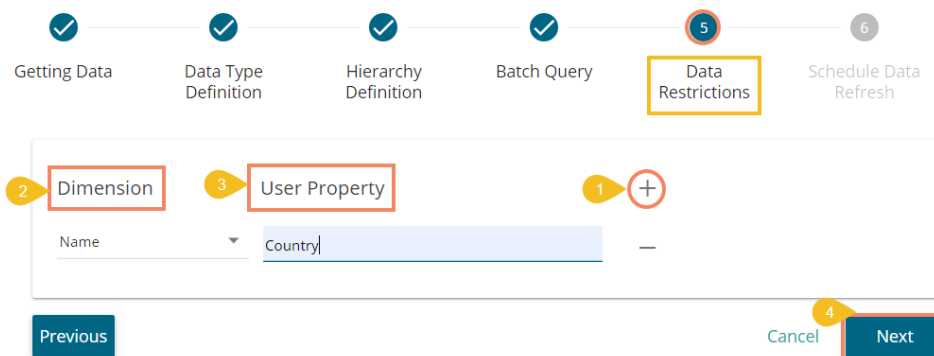 5
6
Getting Data
Data Type
Definition
Hierarchy
Definition
Batch Query
Data
Restrictions
Schedule Data
Refresh
2
Dimension
3
User Property
1
+
Name
Country
−
4
Previous
Cancel
Next